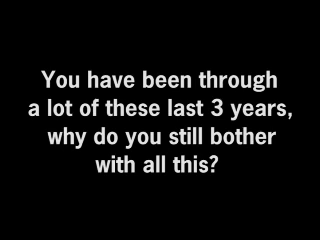 You have been through
a lot of these last 3 years,
why do you still bother
with all this?